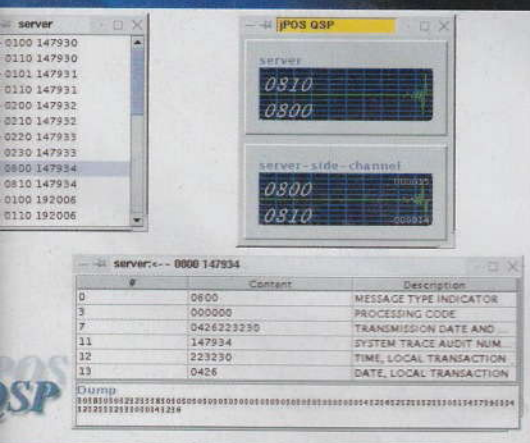 server
0100 147930
0110 147930
0101 147931
0110 147931
0200 147932
0210 147932
0220 147933
0230 147933
0800 147934
0810 147934
0100 192006
0110 192006
jPOS QSP
server
0810
0800
server-side-channel
0800
0810
server:<-- 0800 147934
# Content Description
0 0800 MESSAGE TYPE INDICATOR
3 000000 PROCESSING CODE
7 0426223230 TRANSMISSION DATE AND ...
11 147934 SYSTEM TRACE AUDIT NUM...
12 223230 TIME, LOCAL TRANSACTION
13 0426 DATE, LOCAL TRANSACTION
Dump
POS
QSP